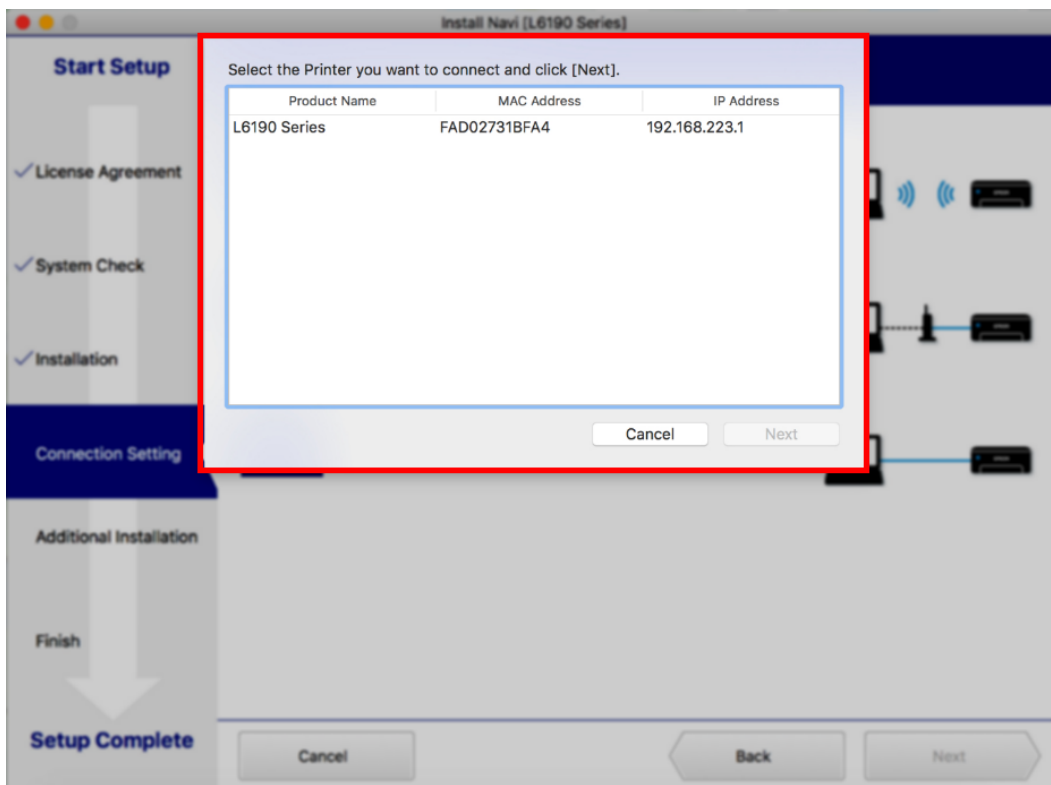 Install Navi [L6190 Series]
Start Setup
License Agreement
System Check
Installation
Connection Setting
Additional Installation
Finish
Setup Complete
Select the Printer you want to connect and click [Next].
Product Name MAC Address IP Address
L6190 Series FAD02731BFA4 192.168.223.1
Cancel Next
Cancel Back Next